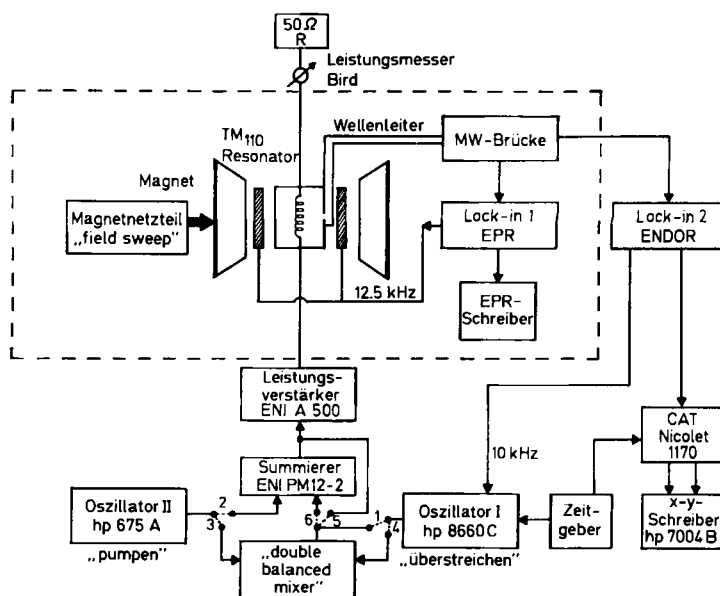 50Ω
R
Leistungsmesser
Bird
Wellenleiter
TM110
Resonator
MW-Brücke
Magnet
Magnetnetzteil
„field sweep"
Lock-in 1
EPR
Lock-in 2
ENDOR
12.5 kHz
EPR-
Schreiber
Leistungs-
verstärker
ENI A 500
10 kHz
CAT
Nicolet
1170
Summierer
ENI PM12-2
Oszillator II
hp 675 A
2
3
6
5
1
4
Oszillator I
hp 8660C
Zeit-
geber
x-y-
Schreiber
hp 7004 B
„pumpen"
„double
balanced
mixer"
„überstreichen"